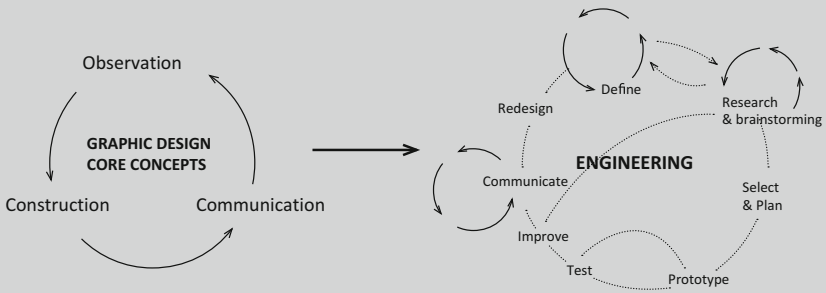 Observation
GRAPHIC DESIGN
CORE CONCEPTS
Construction
Communication
Define
Research
& brainstorming
Redesign
ENGINEERING
Communicate
Select
& Plan
Improve
Test
Prototype